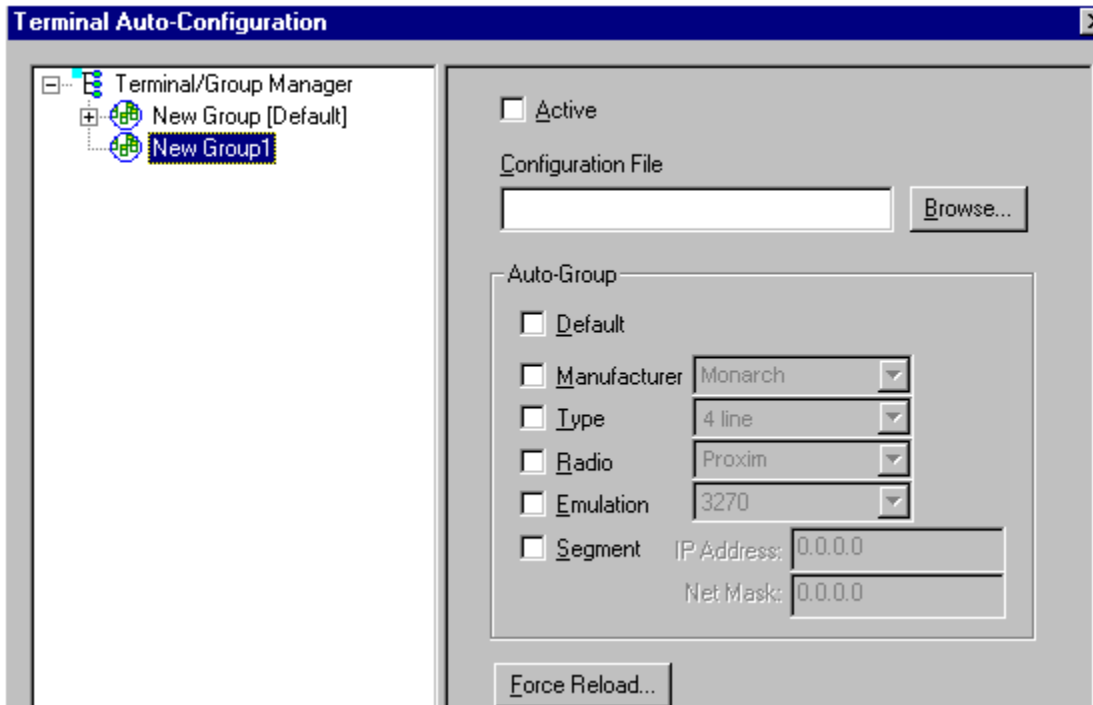 Terminal Auto-Configuration
Terminal/Group Manager
New Group [Default]
New Group1
Active
Configuration File
Browse...
Auto-Group
Default
Manufacturer Monarch
Type 4 line
Radio Proxim
Emulation 3270
Segment IP Address: 0.0.0.0
Net Mask: 0.0.0.0
Force Reload...